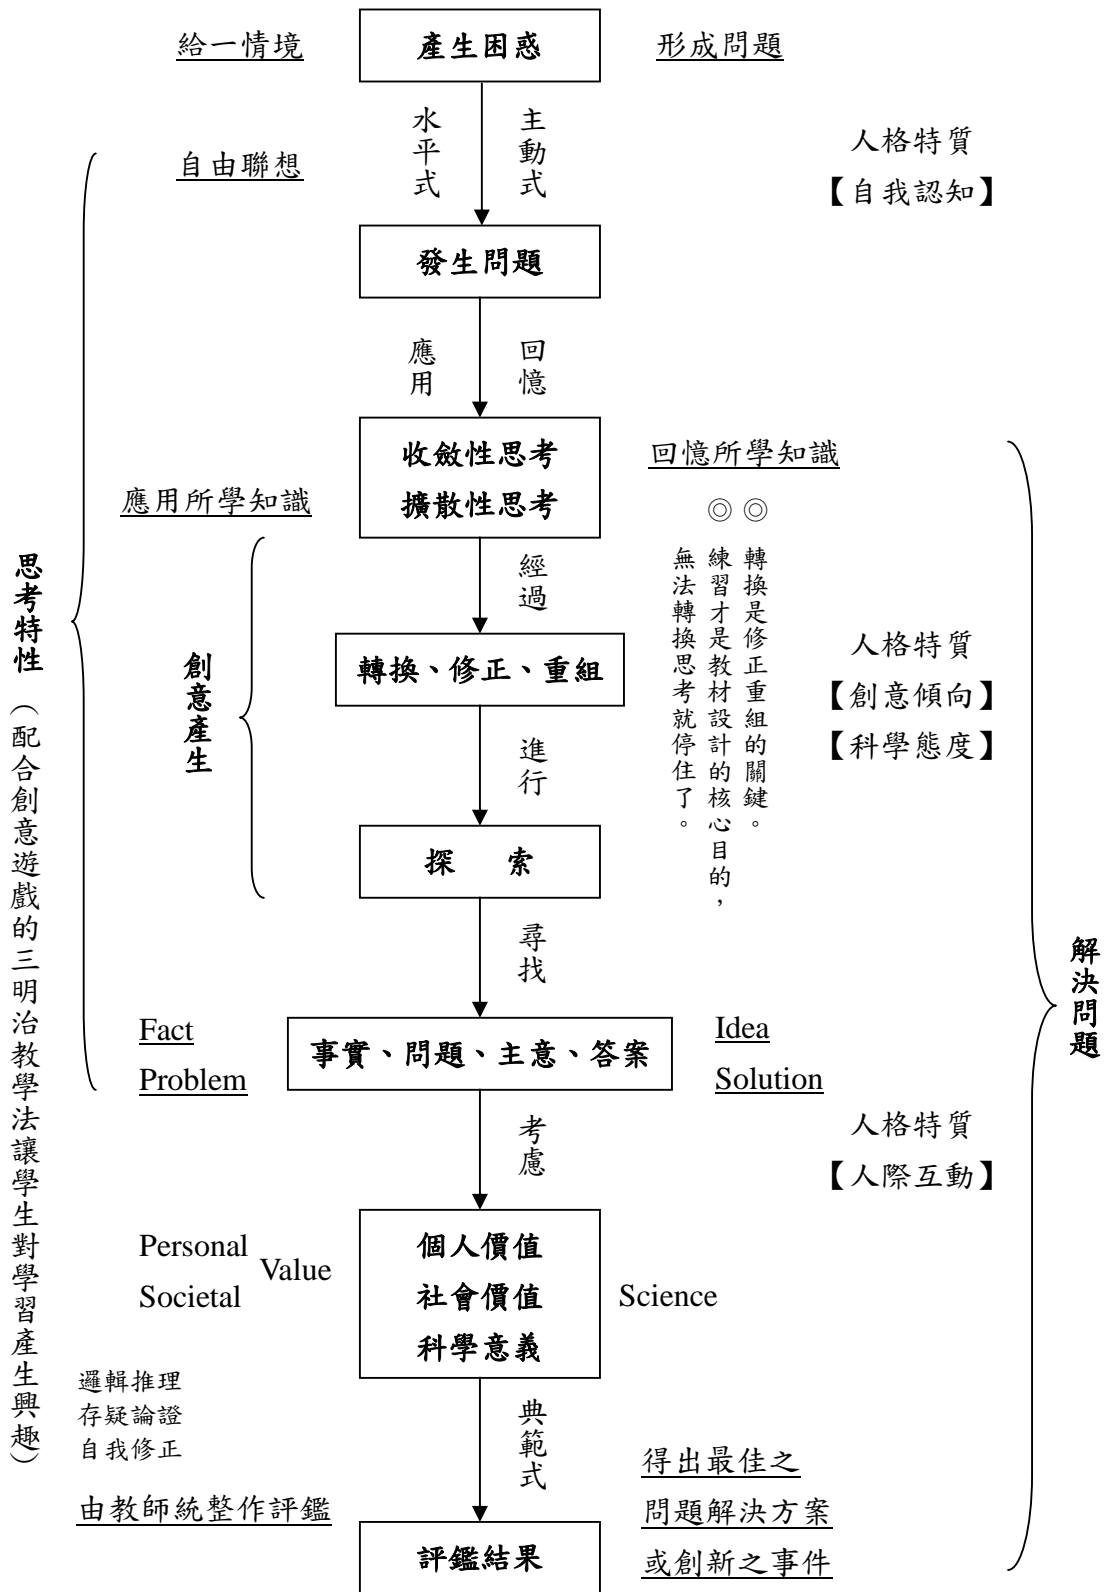 給一情境
產生困惑
形成問題
水平式
主動式
自由聯想
人格特質
【自我認知】
發生問題
應用
回憶
收斂性思考
擴散性思考
回憶所學知識
應用所學知識
經過
◎轉換是修正重組的關鍵。
◎練習才是教材設計的核心目的，
無法轉換思考就停住了。
轉換、修正、重組
人格特質
【創意傾向】
【科學態度】
創意產生
進行
探 索
尋找
思考特性（配合創意遊戲的三明治教學法讓學生對學習產生興趣）
解決問題
Fact
Problem
事實、問題、主意、答案
Idea
Solution
考慮
人格特質
【人際互動】
Personal
Societal
Value
個人價值
社會價值
科學意義
Science
邏輯推理
存疑論證
自我修正
典範式
由教師統整作評鑑
評鑑結果
得出最佳之
問題解決方案
或創新之事件